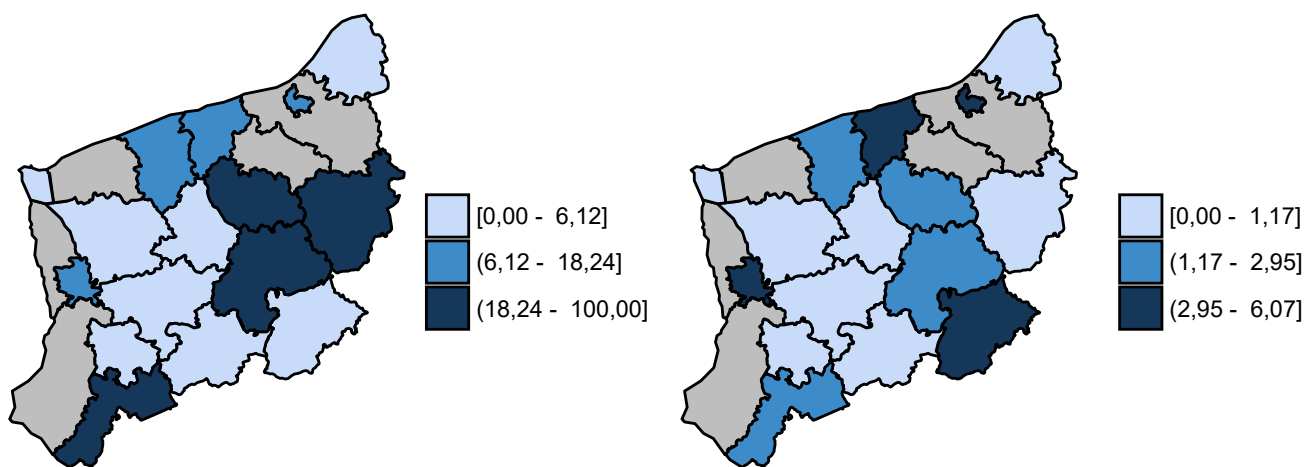 [0,00 - 6,12]
(6,12 - 18,24]
(18,24 - 100,00]
[0,00 - 1,17]
(1,17 - 2,95]
(2,95 - 6,07]